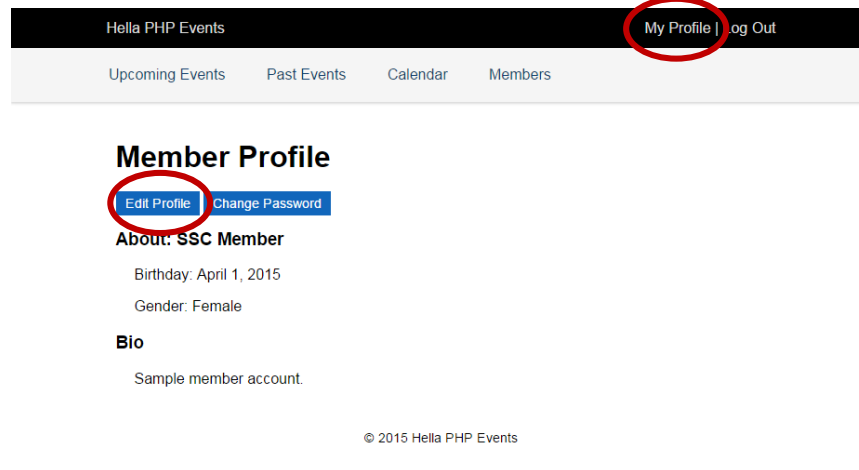 Hella PHP Events My Profile | Log Out
Upcoming Events Past Events Calendar Members
Member Profile
Edit Profile Change Password
About: SSC Member
Birthday: April 1, 2015
Gender: Female
Bio
Sample member account.
© 2015 Hella PHP Events